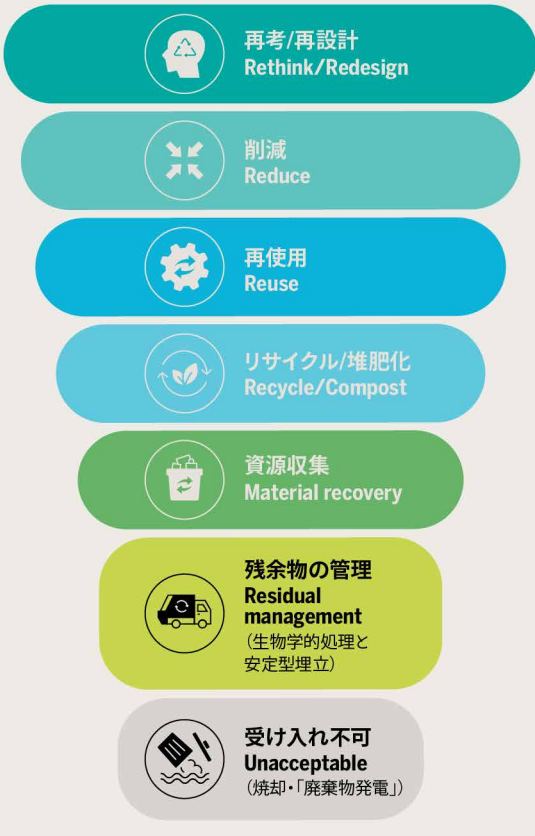 再考/再設計
Rethink/Redesign
削減
Reduce
再使用
Reuse
リサイクル/堆肥化
Recycle/Compost
資源収集
Material recovery
残余物の管理
Residual
management
（生物学的処理と
安定型埋立）
受け入れ不可
Unacceptable
（焼却・「廃棄物発電」）